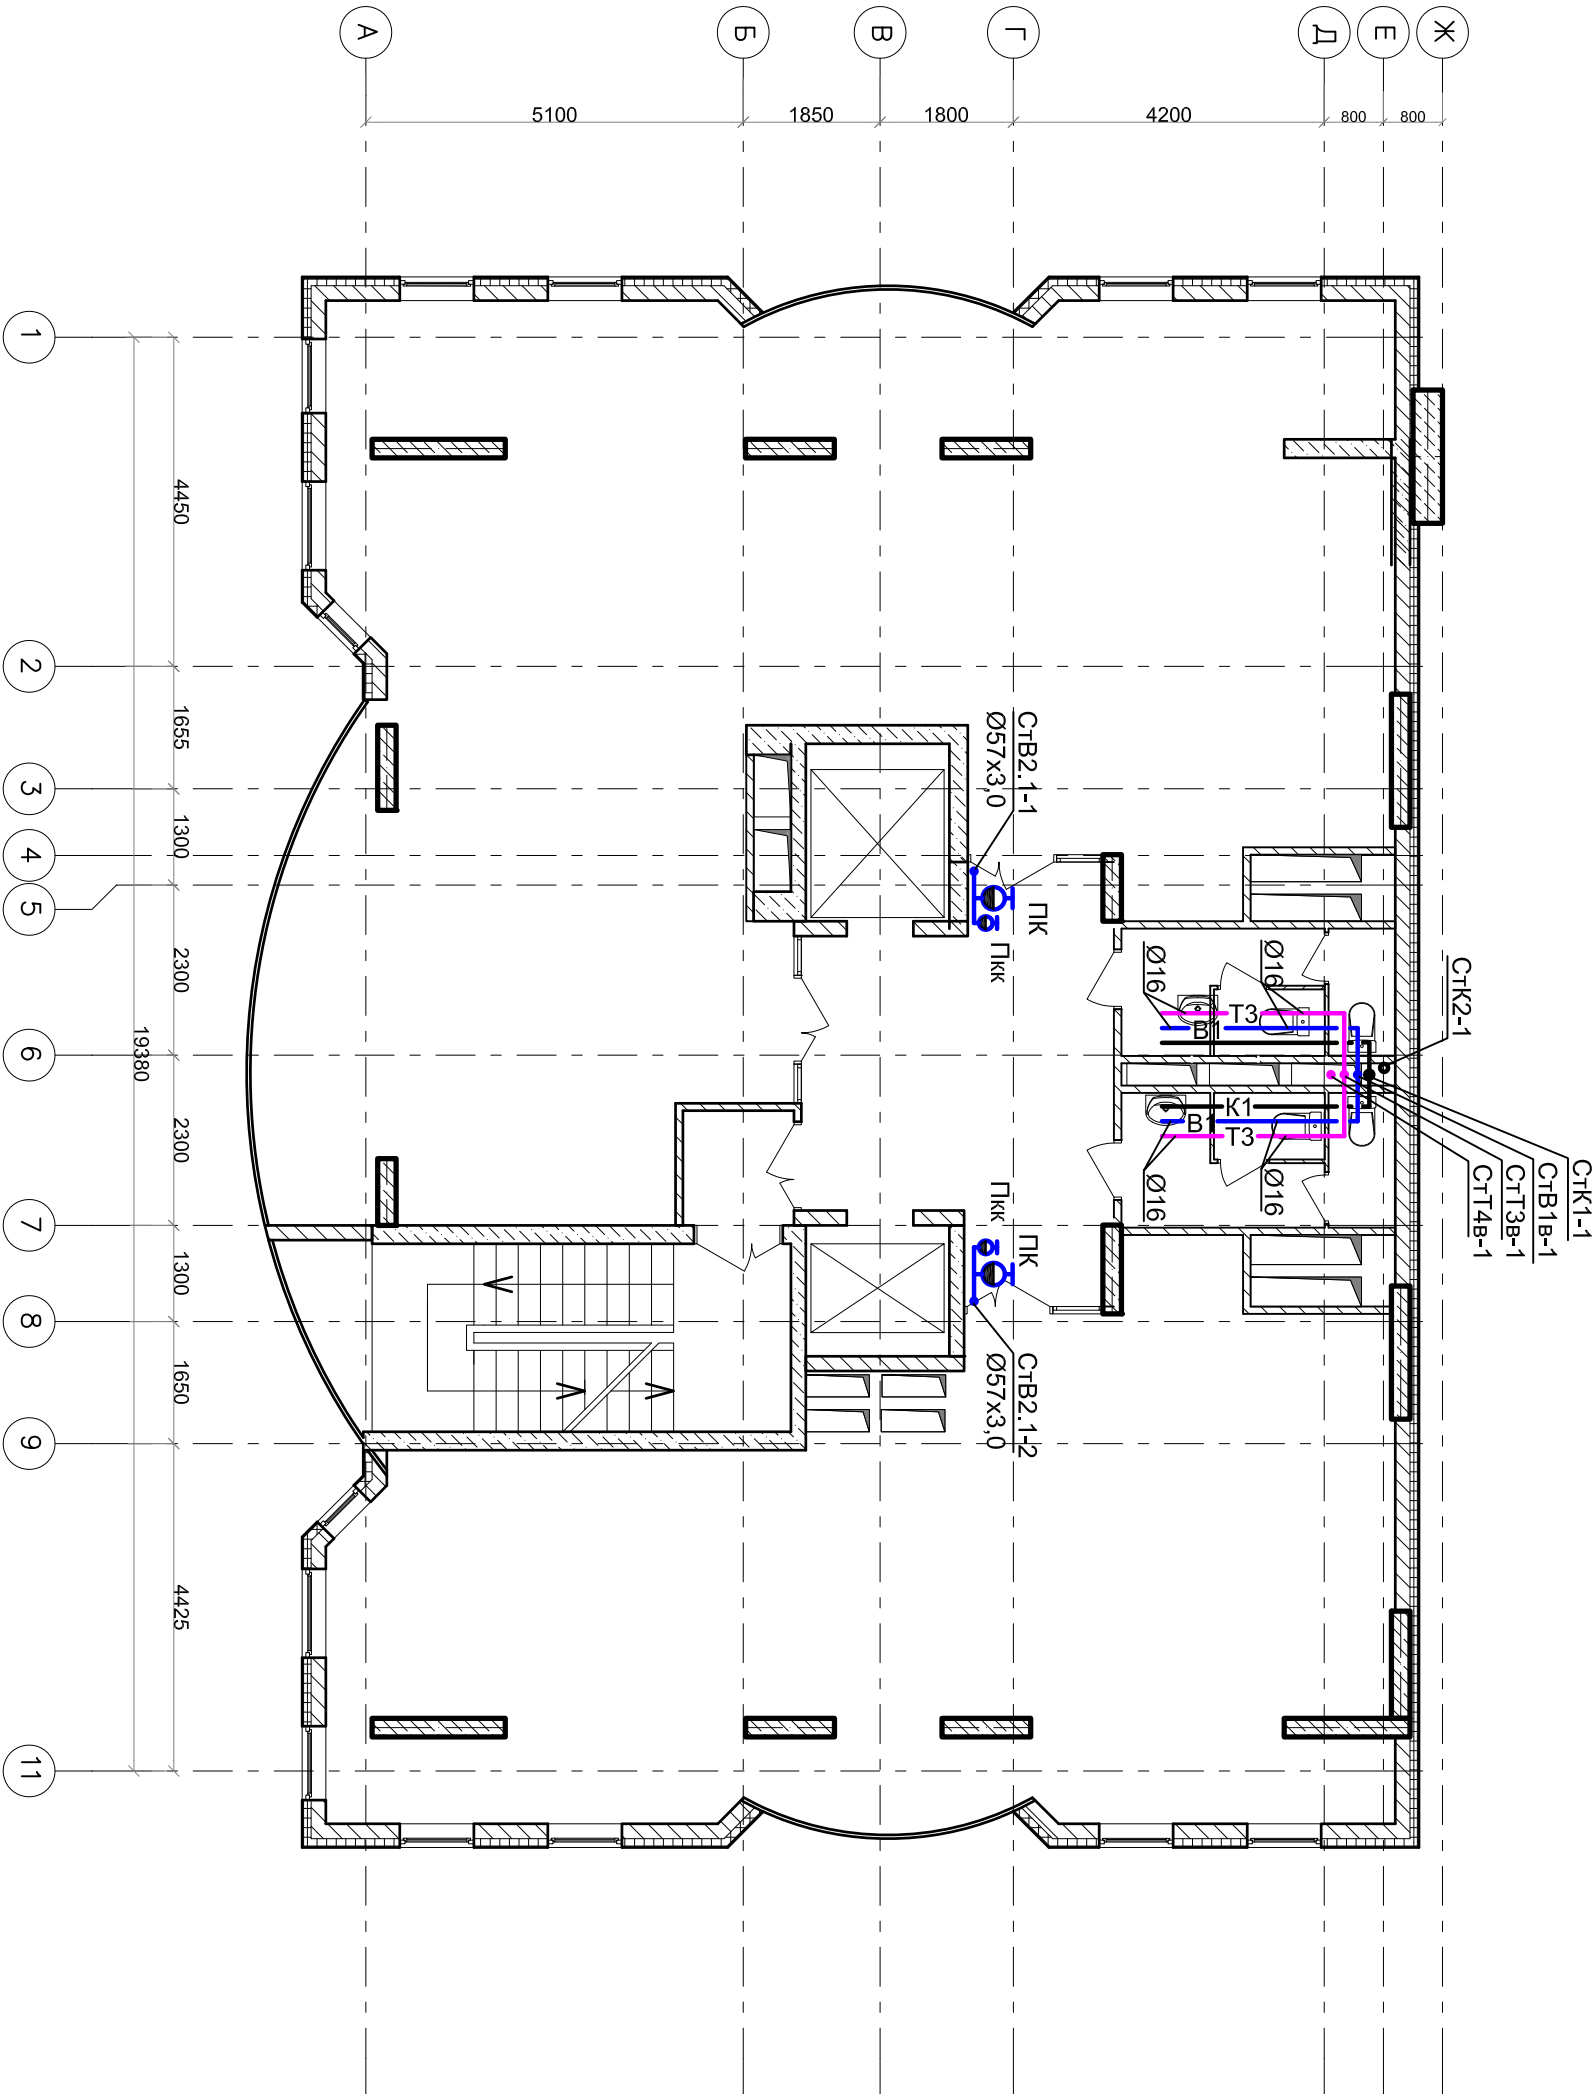 А
Б
В
Г
Д
Е
Ж
5100
1850
1800
4200
800
800
1
2
3
4
5
6
7
8
9
11
4450
1655
1300
2300
2300
1300
1650
4425
19380
СтВ2.1-1
Ø57х3,0
ПК
Пкк
Пкк
ПК
СтВ2.1-2
Ø57х3,0
СтК2-1
СтК1-1
СтВ1в-1
СтТ3в-1
СтТ4в-1
Ø16
Ø16
Т3
В1
К1
В1
Т3
Ø16
Ø16